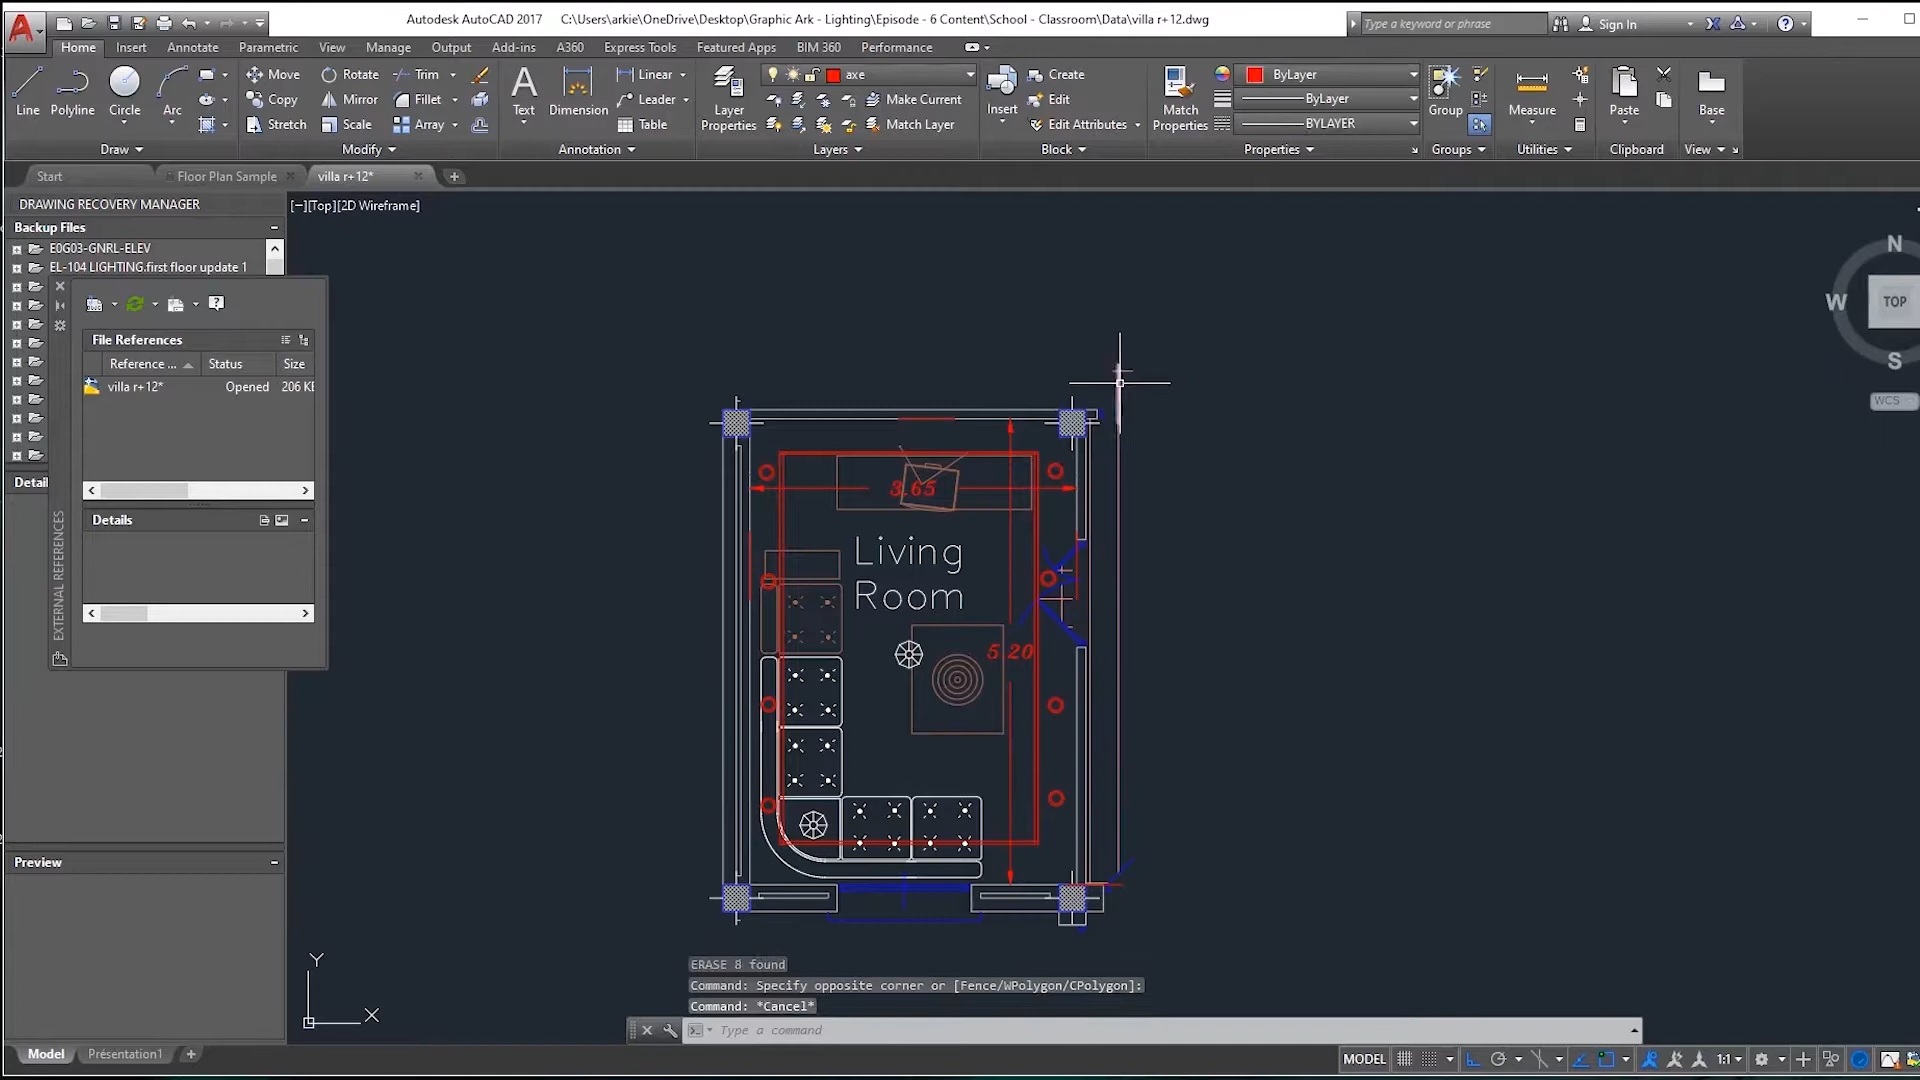 Autodesk AutoCAD 2017 C:\Users\arkie\OneDrive\Desktop\Graphic Ark - Lighting\Episode - 6 Content\School - Classroom\Data\villa r+12.dwg
Type a keyword or phrase
Sign In
Home Insert Annotate Parametric View Manage Output Add-ins A360 Express Tools Featured Apps BIM 360 Performance
Line Polyline Circle Arc
Move Rotate Trim
Copy Mirror Fillet
Stretch Scale Array
Text Dimension
Linear
Leader
Table
Layer Properties
axe
Make Current
Match Layer
Insert
Create
Edit
Edit Attributes
Match Properties
ByLayer
ByLayer
BYLAYER
Group
Measure
Paste
Base
Draw Modify Annotation Layers Block Properties Groups Utilities Clipboard View
Start Floor Plan Sample villa r+12*
DRAWING RECOVERY MANAGER
Backup Files
E0G03-GNRL-ELEV
EL-104 LIGHTING.first floor update 1
[−][Top][2D Wireframe]
File References
Reference ... Status Size
villa r+12* Opened 206 KB
Detail
Details
EXTERNAL REFERENCES
Preview
N
W TOP
S
WCS
3.65
Living
Room
5.20
Y
X
ERASE 8 found
Command: Specify opposite corner or [Fence/WPolygon/CPolygon]:
Command: *Cancel*
Type a command
Model Présentation1
MODEL 1:1